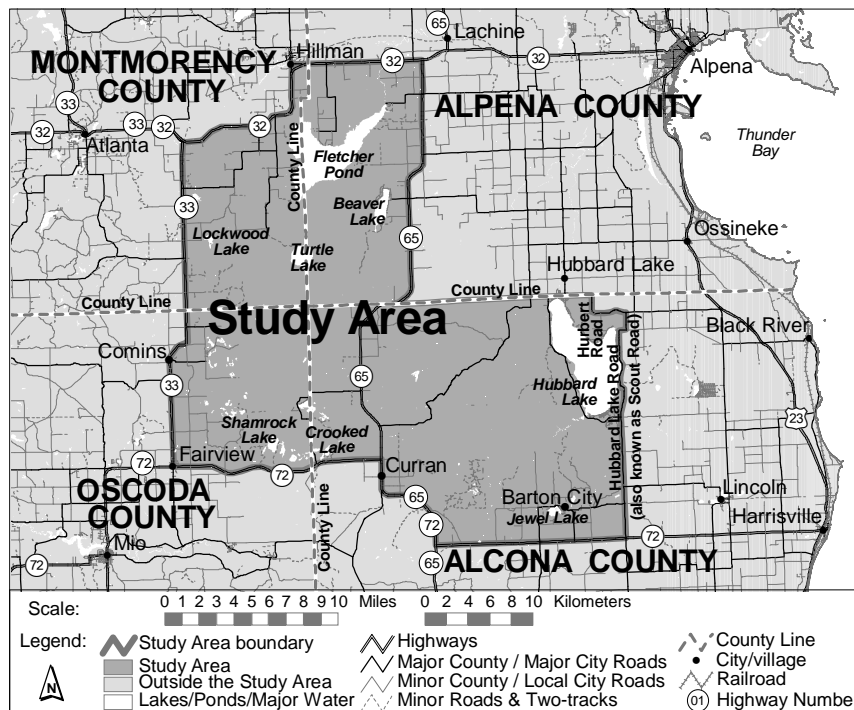 65
Lachine
Hillman
32
32
Alpena
MONTMORENCY
COUNTY
ALPENA COUNTY
33
32
33
32
32
Atlanta
Thunder
Bay
County Line
Fletcher
Pond
Beaver
Lake
33
Lockwood
Lake
Turtle
Lake
65
Ossineke
Hubbard Lake
County Line
County Line
Study Area
Hurbert
Road
Black River
Comins
65
33
Hubbard
Lake
Hubbard Lake Road
(also known as Scout Road)
23
Shamrock
Lake
Crooked
Lake
72
Fairview
72
Curran
OSCODA
COUNTY
County Line
65
Barton City
Jewel Lake
Lincoln
72
Harrisville
Mio
72
65
ALCONA COUNTY
72
Scale:
0 1 2 3 4 5 6 7 8 9 10 Miles
0 2 4 6 8 10 Kilometers
Legend:
Study Area boundary
Study Area
Outside the Study Area
Lakes/Ponds/Major Water
Highways
Major County / Major City Roads
Minor County / Local City Roads
Minor Roads & Two-tracks
County Line
City/village
Railroad
01 Highway Numbe
N